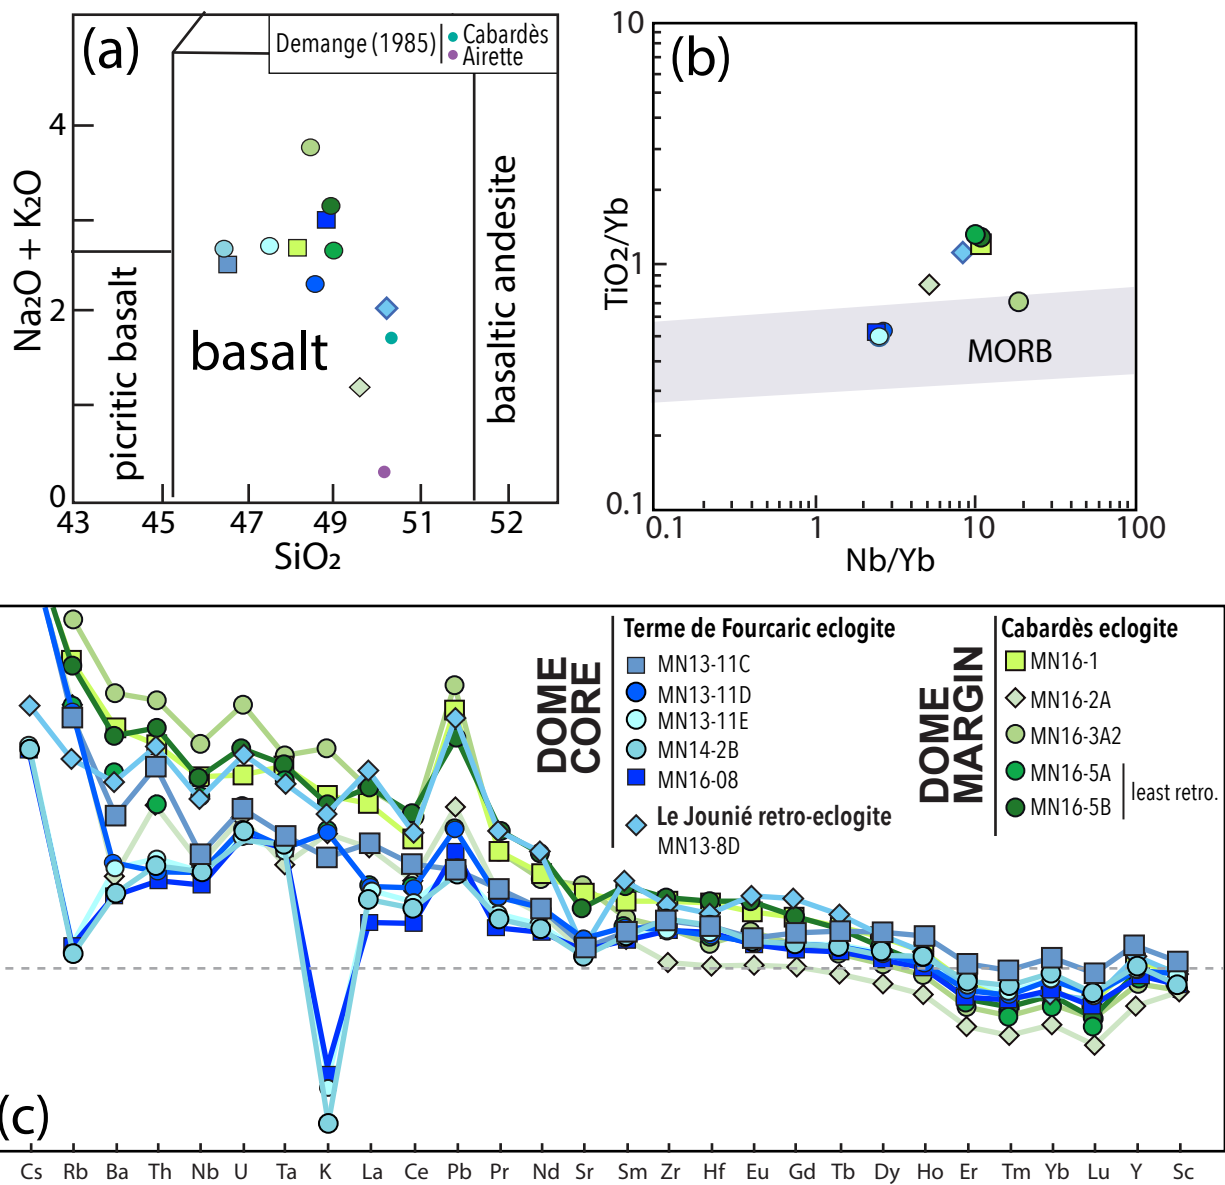 (a)
Demange (1985)
Cabardès
Airette
4
2
0
Na₂O + K₂O
picritic basalt
basalt
basaltic andesite
43 45 47 49 51 52
SiO₂
(b)
10
1
0.1
TiO₂/Yb
MORB
0.1 1 10 100
Nb/Yb
DOME
CORE
Terme de Fourcaric eclogite
MN13-11C
MN13-11D
MN13-11E
MN14-2B
MN16-08
Le Jounié retro-eclogite
MN13-8D
DOME
MARGIN
Cabardès eclogite
MN16-1
MN16-2A
MN16-3A2
MN16-5A
MN16-5B
least retro.
(c)
Cs Rb Ba Th Nb U Ta K La Ce Pb Pr Nd Sr Sm Zr Hf Eu Gd Tb Dy Ho Er Tm Yb Lu Y Sc